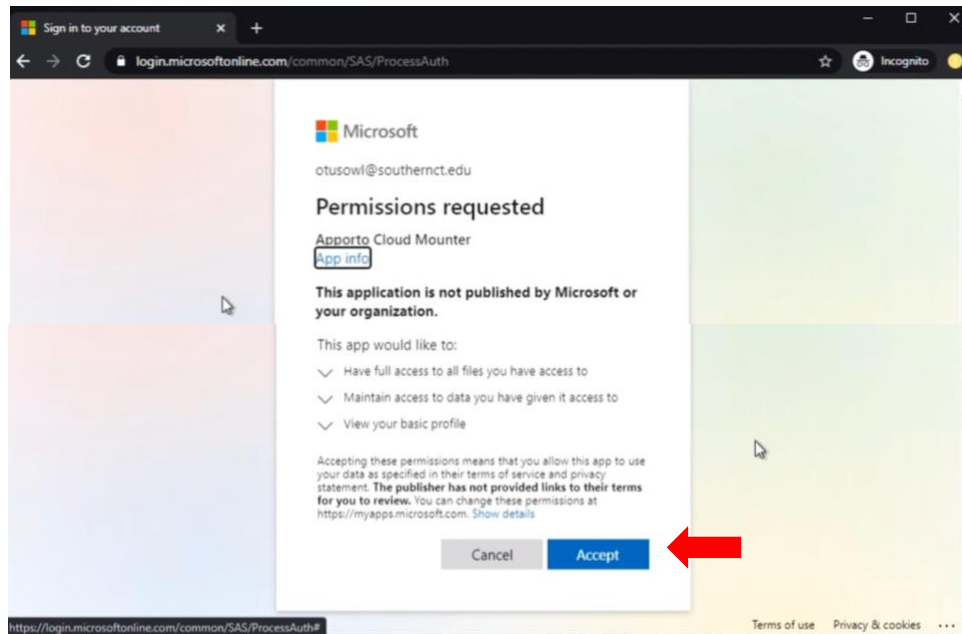 Sign in to your account
login.microsoftonline.com/common/SAS/ProcessAuth
Incognito
Microsoft
otusowl@southernct.edu
Permissions requested
Apporto Cloud Mounter
App info
This application is not published by Microsoft or
your organization.
This app would like to:
Have full access to all files you have access to
Maintain access to data you have given it access to
View your basic profile
Accepting these permissions means that you allow this app to use
your data as specified in their terms of service and privacy
statement. The publisher has not provided links to their terms
for you to review. You can change these permissions at
https://myapps.microsoft.com. Show details
Cancel Accept
https://login.microsoftonline.com/common/SAS/ProcessAuth#
Terms of use Privacy & cookies ...